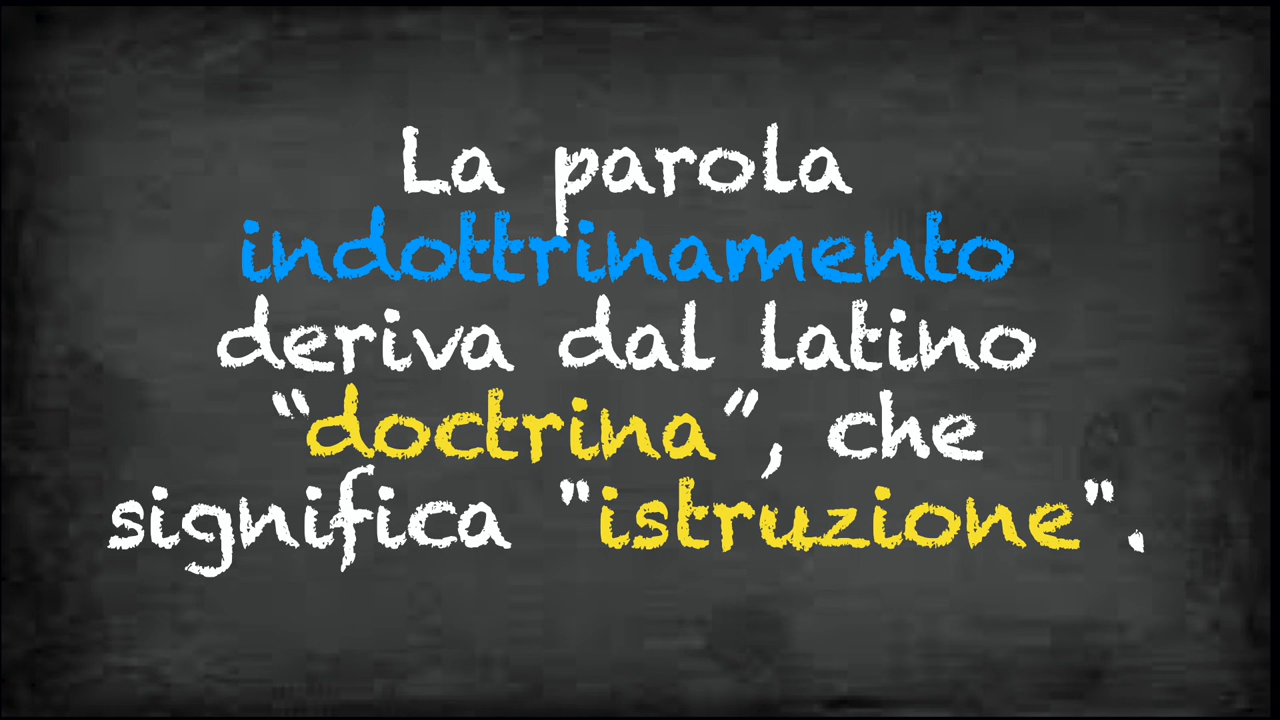 La parola
indottrinamento
deriva dal latino
“doctrina”, che
significa "istruzione".